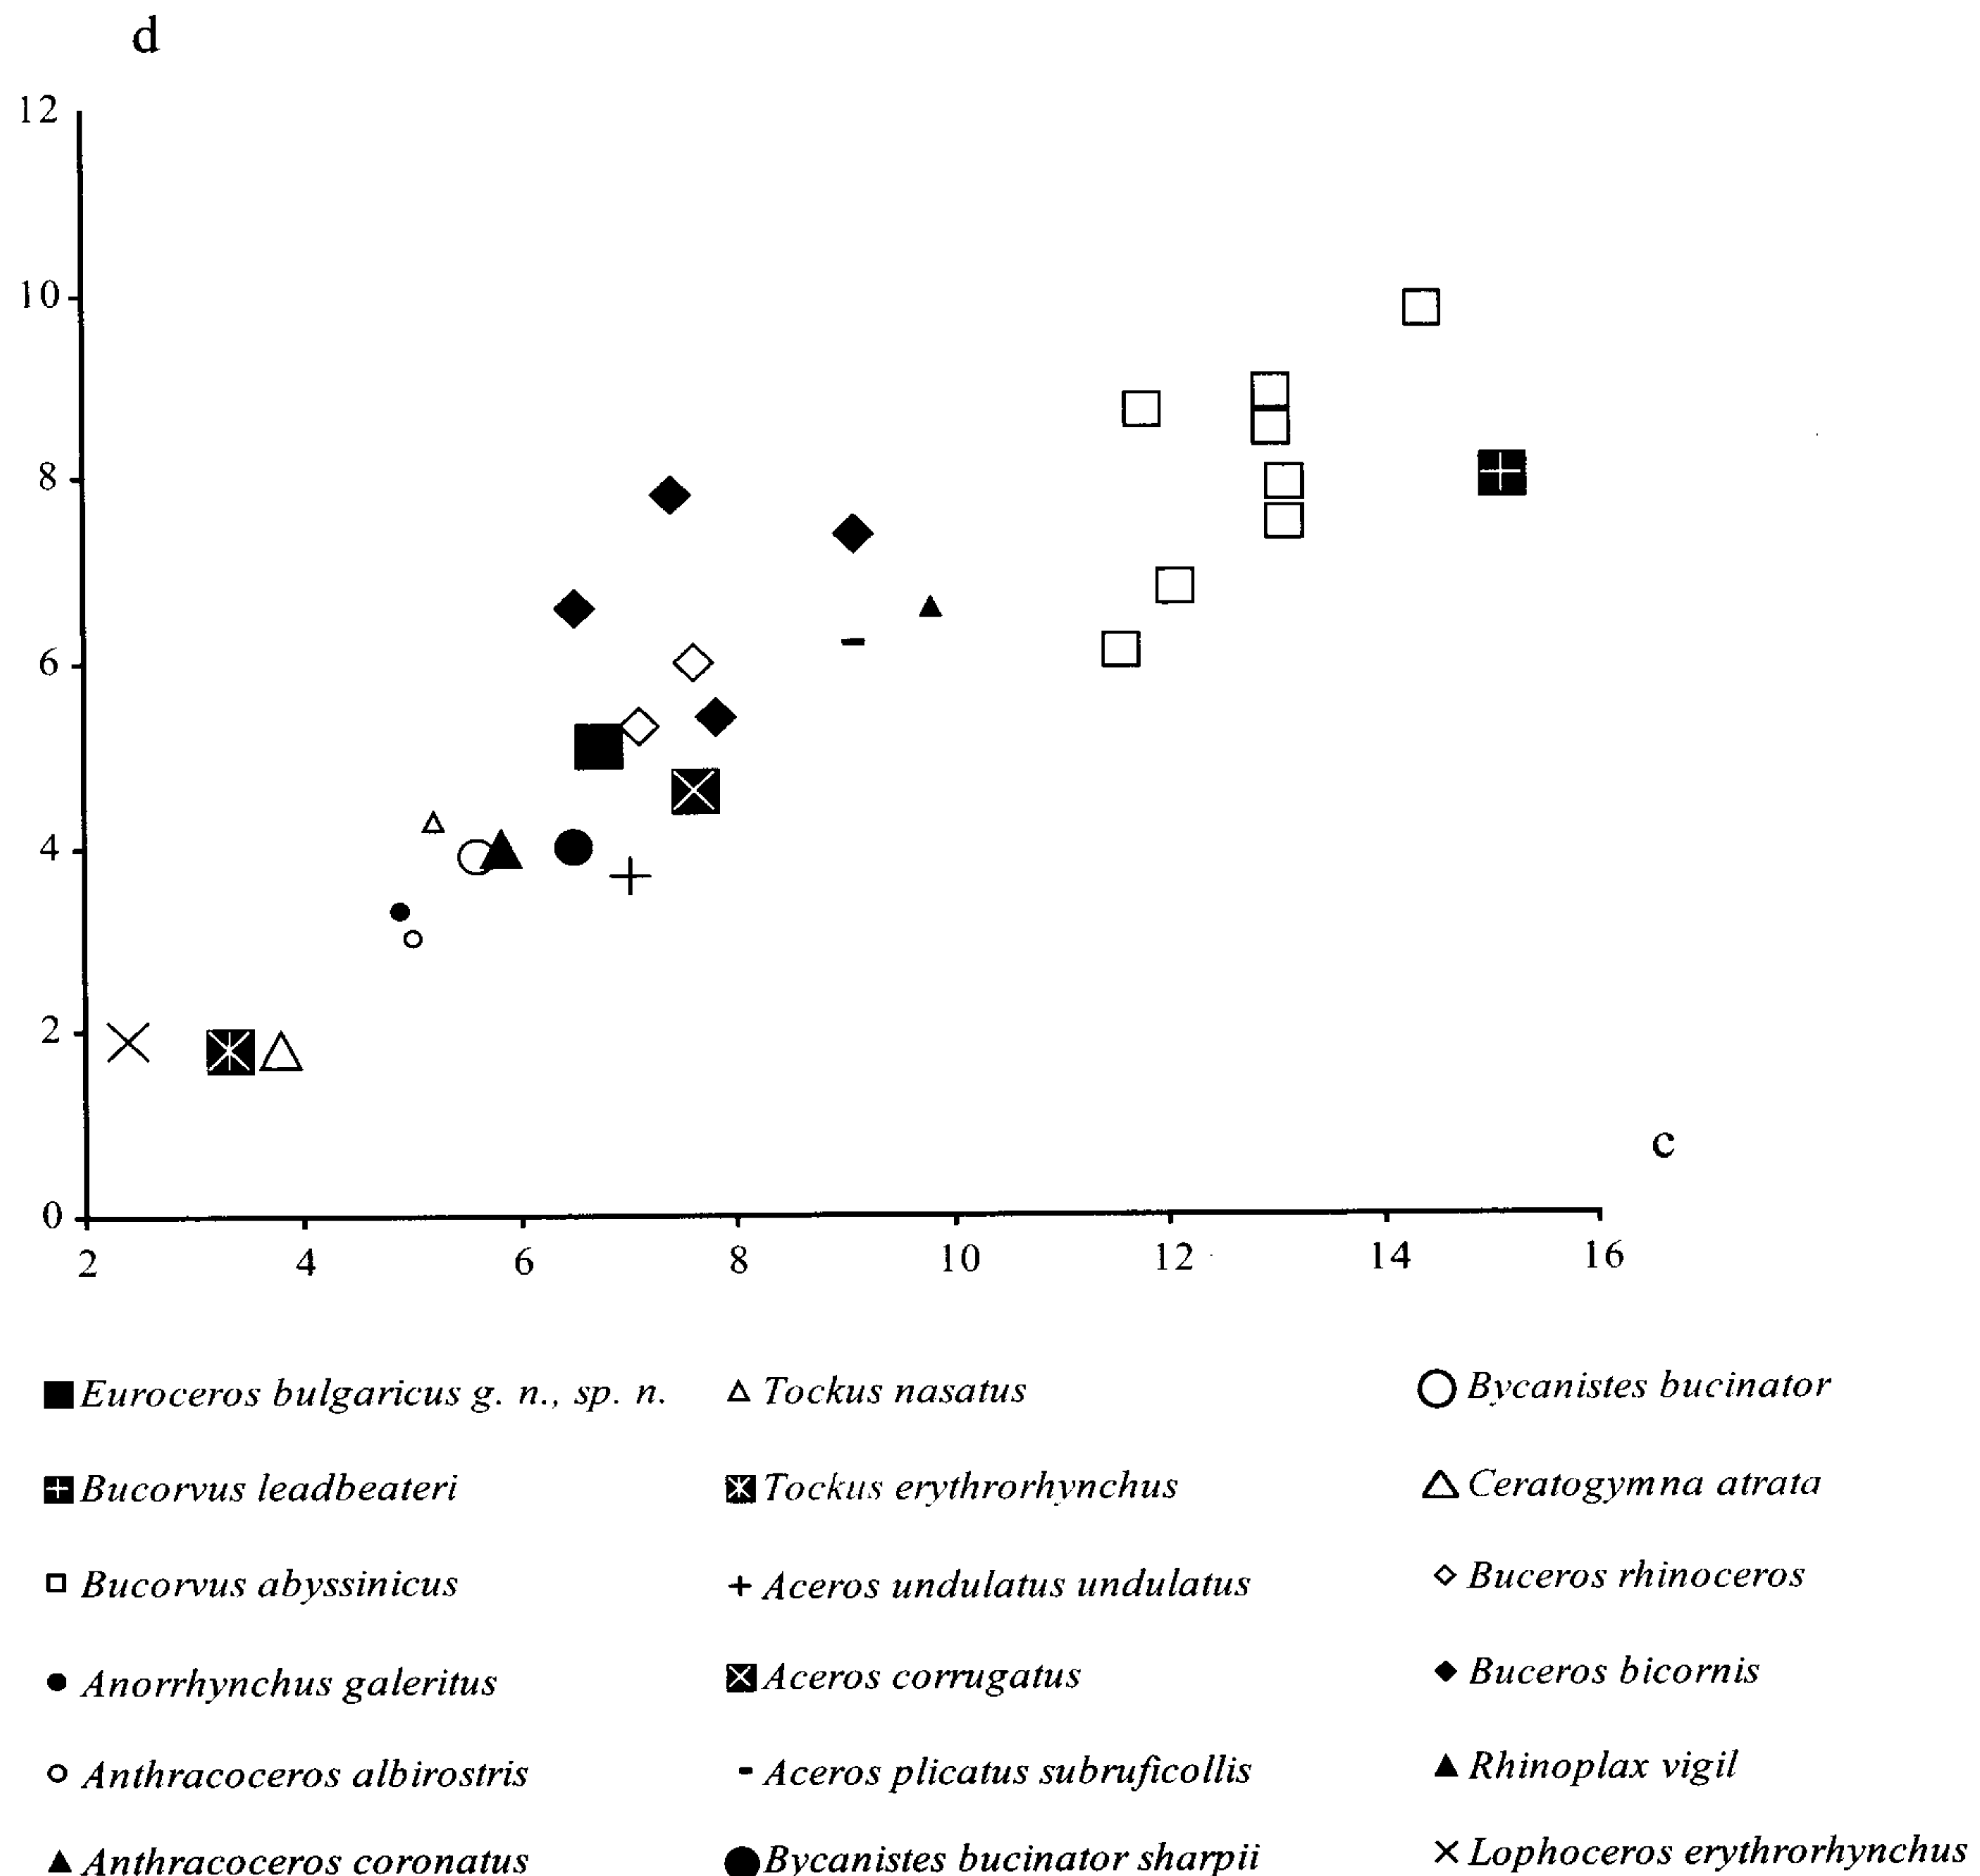 d
12
10
8
6
4
2
0
c
2 4 6 8 10 12 14 16
Euroceros bulgaricus g. n., sp. n. Tockus nasatus Bycanistes bucinator
Bucorvus leadbeateri Tockus erythrorhynchus Ceratogymna atrata
Bucorvus abyssinicus Aceros undulatus undulatus Buceros rhinoceros
Anorrhynchus galeritus Aceros corrugatus Buceros bicornis
Anthracoceros albirostris Aceros plicatus subruficollis Rhinoplax vigil
Anthracoceros coronatus Bycanistes bucinator sharpii Lophoceros erythrorhynchus